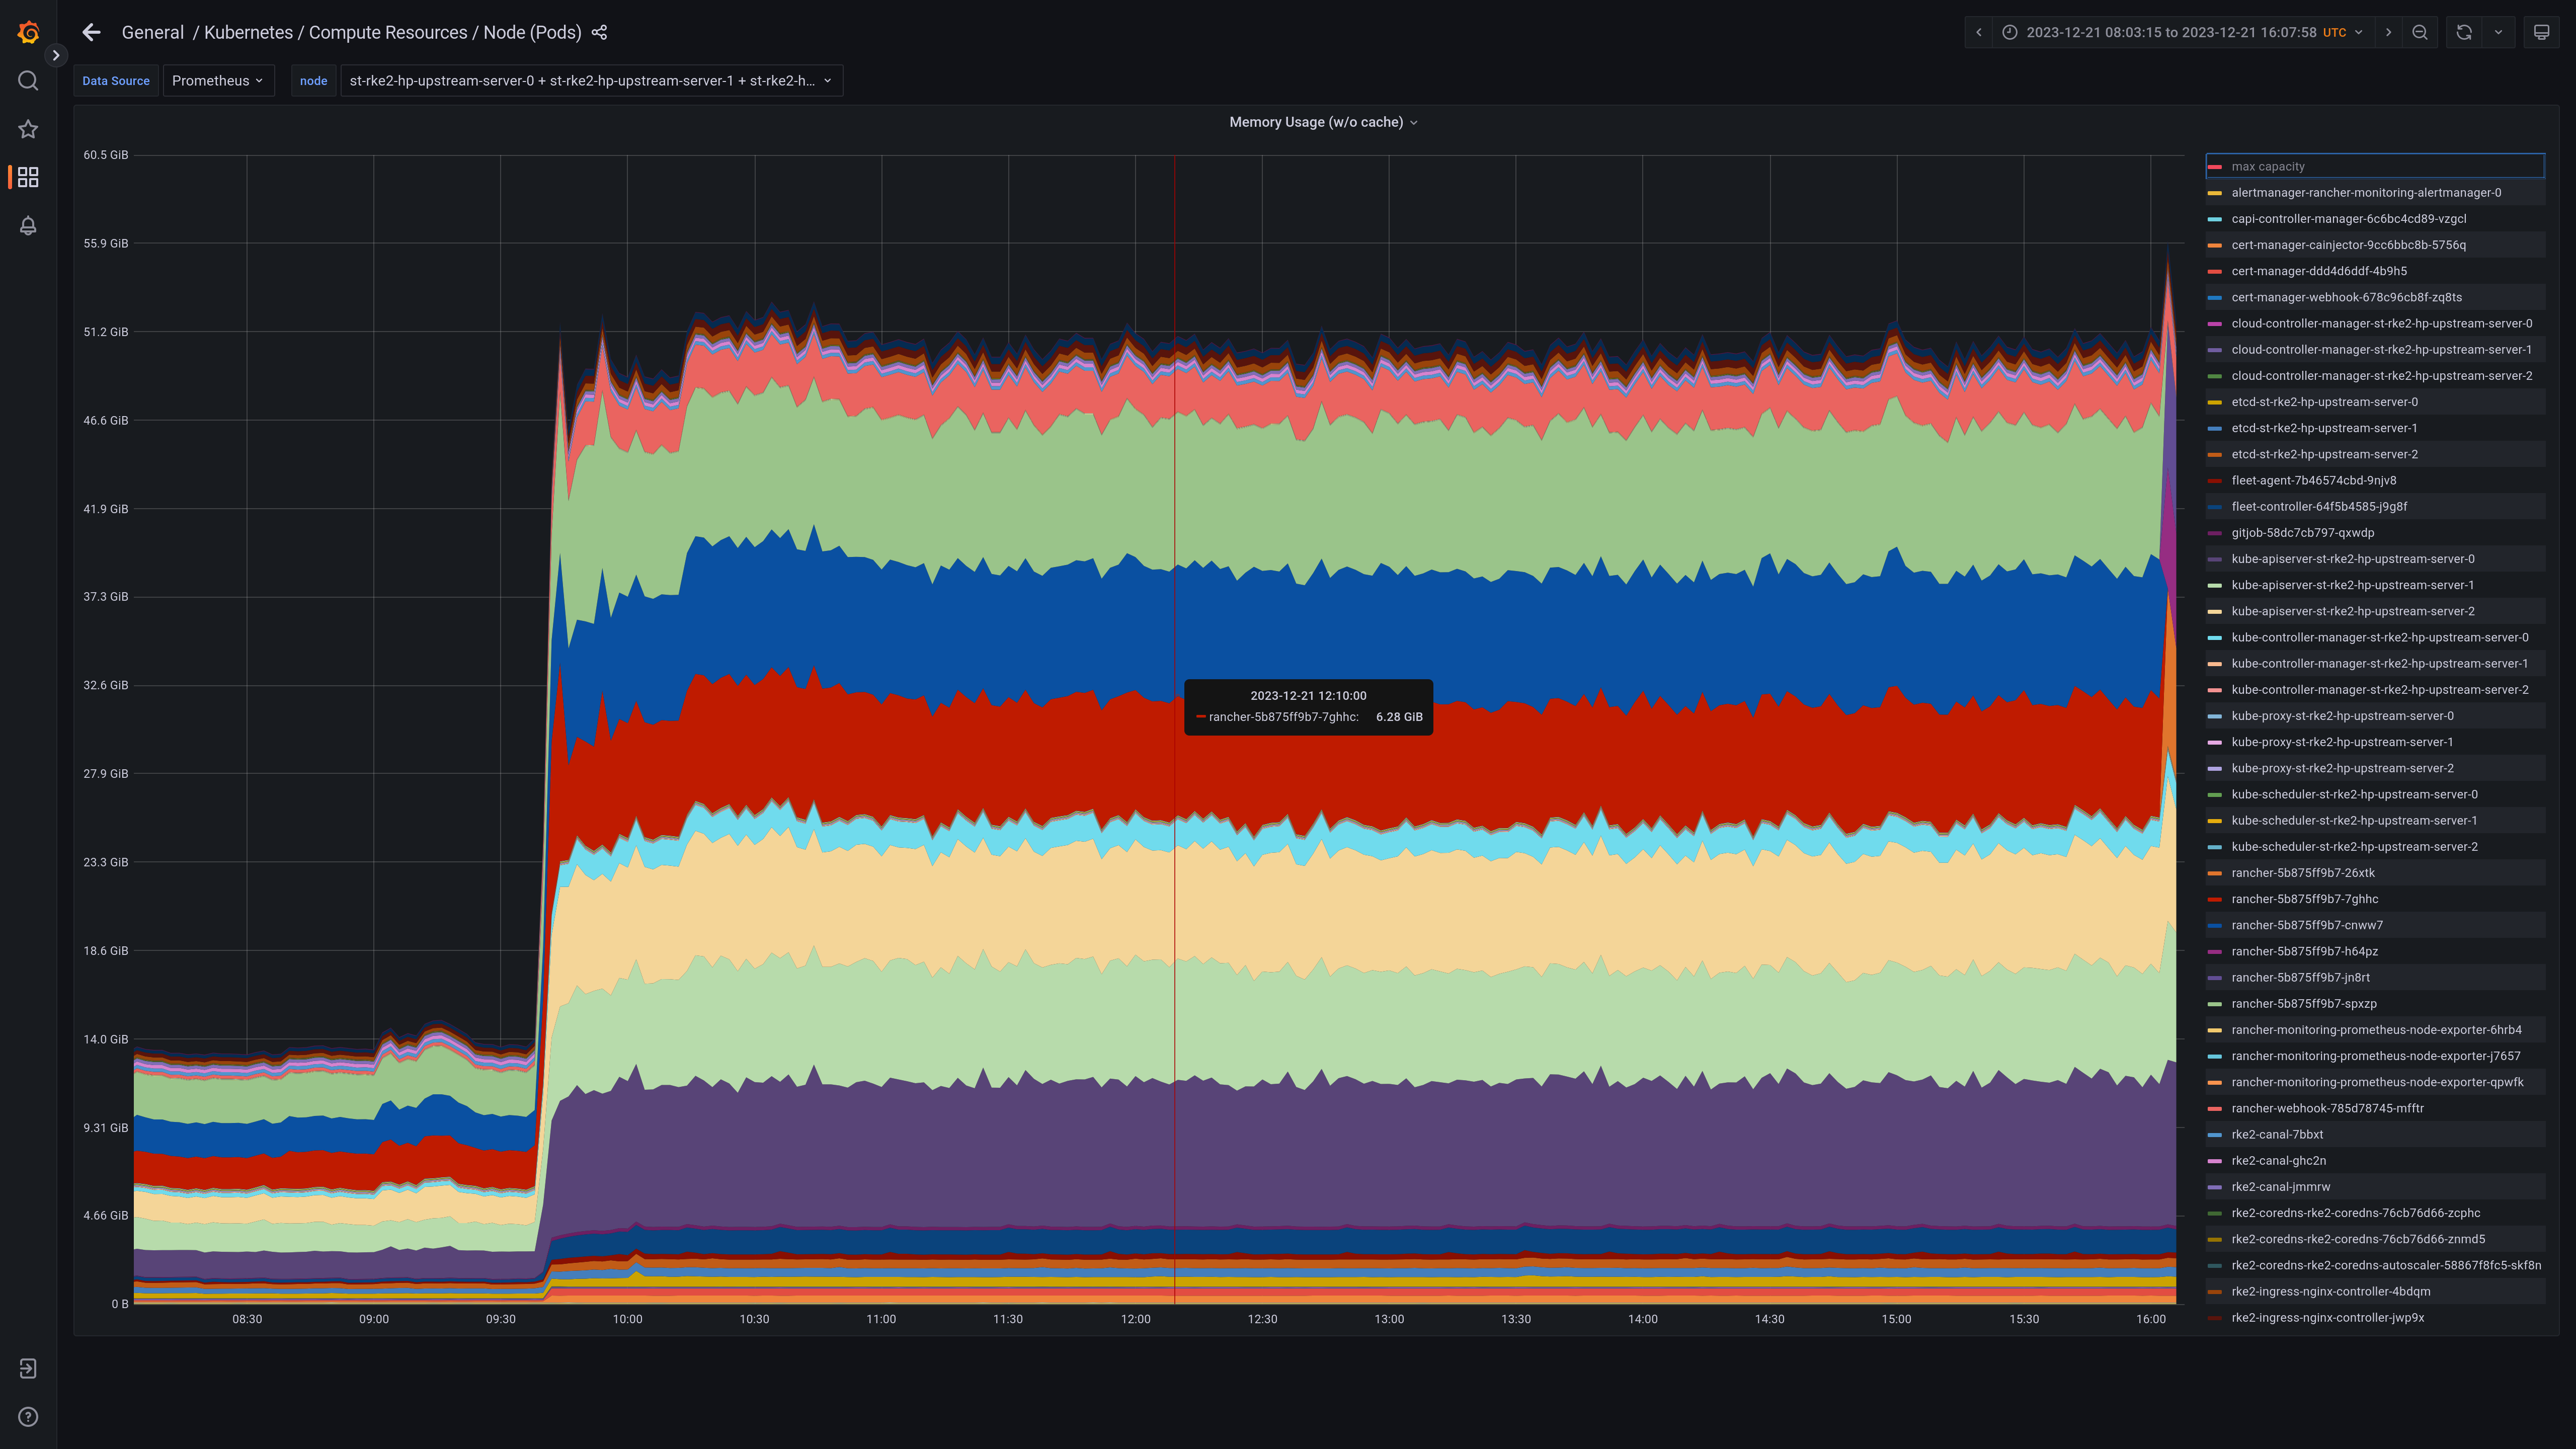 General / Kubernetes / Compute Resources / Node (Pods)
2023-12-21 08:03:15 to 2023-12-21 16:07:58 UTC
Data Source Prometheus node st-rke2-hp-upstream-server-0 + st-rke2-hp-upstream-server-1 + st-rke2-h...
Memory Usage (w/o cache)
60.5 GiB
55.9 GiB
51.2 GiB
46.6 GiB
41.9 GiB
37.3 GiB
32.6 GiB
27.9 GiB
23.3 GiB
18.6 GiB
14.0 GiB
9.31 GiB
4.66 GiB
0 B
08:30 09:00 09:30 10:00 10:30 11:00 11:30 12:00 12:30 13:00 13:30 14:00 14:30 15:00 15:30 16:00
2023-12-21 12:10:00
rancher-5b875ff9b7-7ghhc: 6.28 GiB
max capacity
alertmanager-rancher-monitoring-alertmanager-0
capi-controller-manager-6c6bc4cd89-vzgcl
cert-manager-cainjector-9cc6bbc8b-5756q
cert-manager-ddd4d6ddf-4b9h5
cert-manager-webhook-678c96cb8f-zq8ts
cloud-controller-manager-st-rke2-hp-upstream-server-0
cloud-controller-manager-st-rke2-hp-upstream-server-1
cloud-controller-manager-st-rke2-hp-upstream-server-2
etcd-st-rke2-hp-upstream-server-0
etcd-st-rke2-hp-upstream-server-1
etcd-st-rke2-hp-upstream-server-2
fleet-agent-7b46574cbd-9njv8
fleet-controller-64f5b4585-j9g8f
gitjob-58dc7cb797-qxwdp
kube-apiserver-st-rke2-hp-upstream-server-0
kube-apiserver-st-rke2-hp-upstream-server-1
kube-apiserver-st-rke2-hp-upstream-server-2
kube-controller-manager-st-rke2-hp-upstream-server-0
kube-controller-manager-st-rke2-hp-upstream-server-1
kube-controller-manager-st-rke2-hp-upstream-server-2
kube-proxy-st-rke2-hp-upstream-server-0
kube-proxy-st-rke2-hp-upstream-server-1
kube-proxy-st-rke2-hp-upstream-server-2
kube-scheduler-st-rke2-hp-upstream-server-0
kube-scheduler-st-rke2-hp-upstream-server-1
kube-scheduler-st-rke2-hp-upstream-server-2
rancher-5b875ff9b7-26xtk
rancher-5b875ff9b7-7ghhc
rancher-5b875ff9b7-cnww7
rancher-5b875ff9b7-h64pz
rancher-5b875ff9b7-jn8rt
rancher-5b875ff9b7-spxzp
rancher-monitoring-prometheus-node-exporter-6hrb4
rancher-monitoring-prometheus-node-exporter-j7657
rancher-monitoring-prometheus-node-exporter-qpwfk
rancher-webhook-785d78745-mfftr
rke2-canal-7bbxt
rke2-canal-ghc2n
rke2-canal-jmmrw
rke2-coredns-rke2-coredns-76cb76d66-zcphc
rke2-coredns-rke2-coredns-76cb76d66-znmd5
rke2-coredns-rke2-coredns-autoscaler-58867f8fc5-skf8n
rke2-ingress-nginx-controller-4bdqm
rke2-ingress-nginx-controller-jwp9x